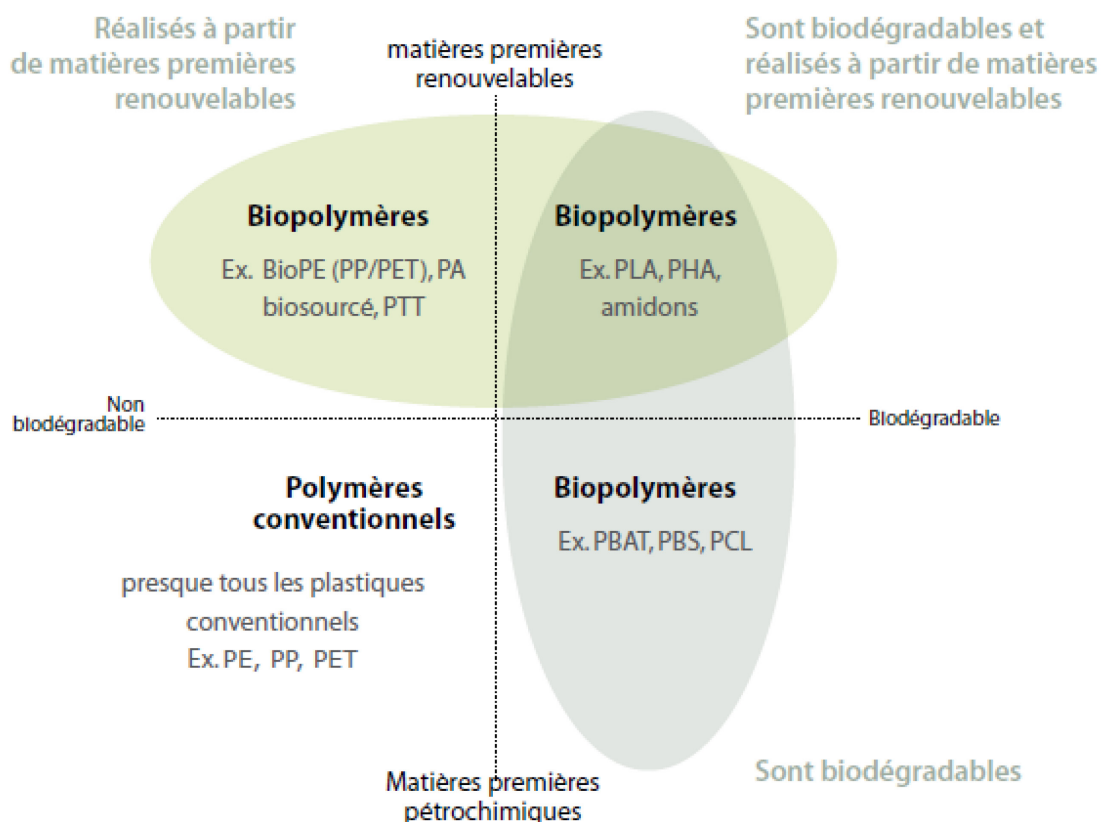 Réalisés à partir
de matières premières
renouvelables
matières premières
renouvelables
Sont biodégradables et
réalisés à partir de matières
premières renouvelables
Biopolymères
Ex. BioPE (PP/PET), PA
biosourcé, PTT
Biopolymères
Ex. PLA, PHA,
amidons
Non
biodégradable
Biodégradable
Polymères
conventionnels
presque tous les plastiques
conventionnels
Ex. PE, PP, PET
Biopolymères
Ex. PBAT, PBS, PCL
Matières premières
pétrochimiques
Sont biodégradables